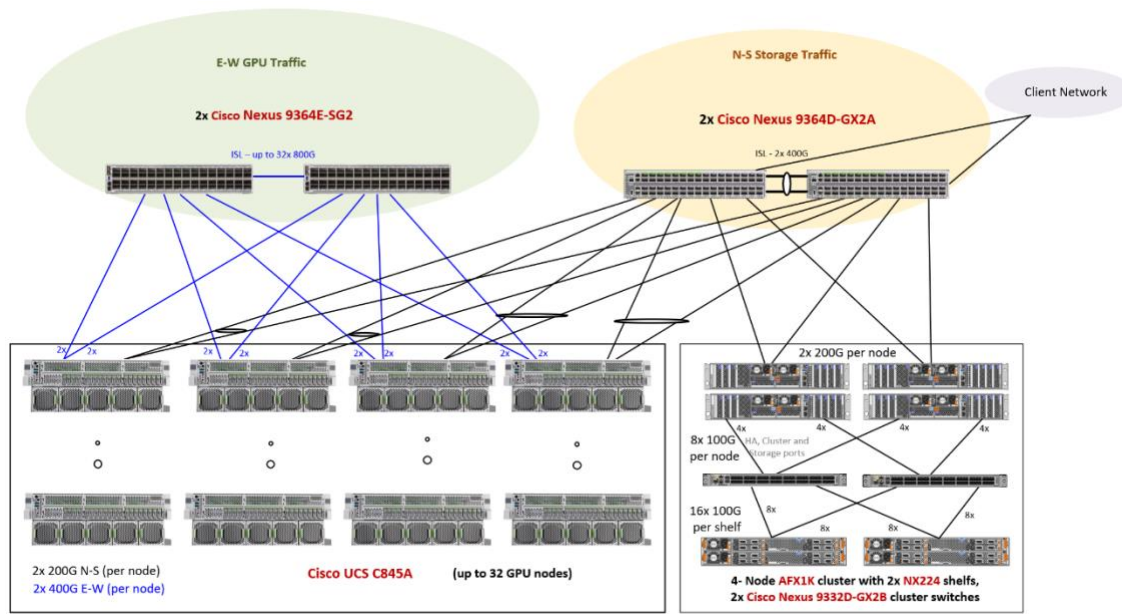 E-W GPU Traffic
2x Cisco Nexus 9364E-SG2
ISL – up to 32x 800G
N-S Storage Traffic
2x Cisco Nexus 9364D-GX2A
ISL - 2x 400G
Client Network
2x 2x 2x 2x 2x 2x 2x 2x
2x 200G N-S (per node)
2x 400G E-W (per node)
Cisco UCS C845A (up to 32 GPU nodes)
2x 200G per node
4x 4x 4x 4x
8x 100G
per node
HA, Cluster and
Storage ports
16x 100G
per shelf
8x 8x 8x 8x
4- Node AFX1K cluster with 2x NX224 shelfs,
2x Cisco Nexus 9332D-GX2B cluster switches